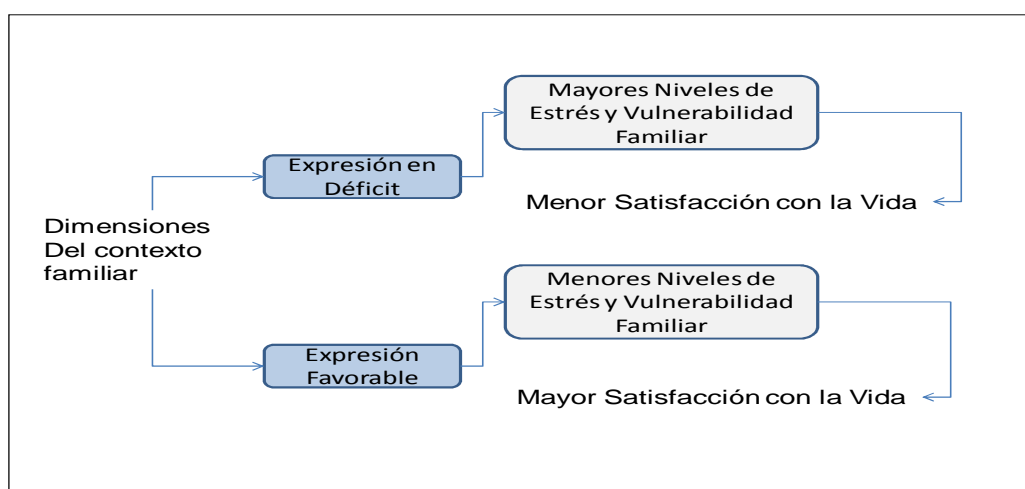 Dimensiones
Del contexto
familiar
Expresión en
Déficit
Mayores Niveles de
Estrés y Vulnerabilidad
Familiar
Menor Satisfacción con la Vida
Expresión
Favorable
Menores Niveles de
Estrés y Vulnerabilidad
Familiar
Mayor Satisfacción con la Vida